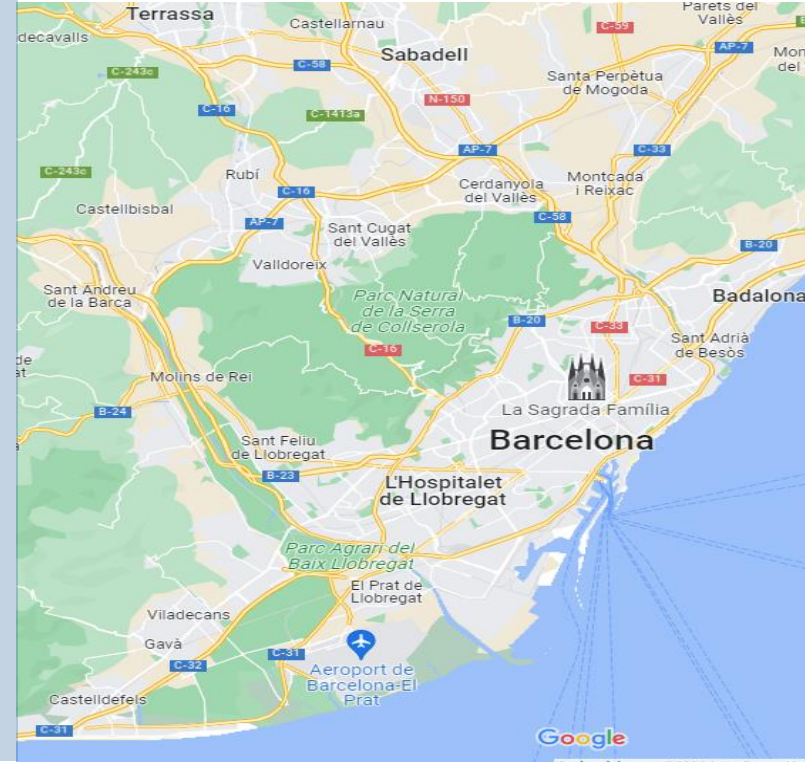 Parets del
Vallès
Terrassa
Castellarnau
C-59
decavalls
C-58
Sabadell
AP-7
Mon
del
C-243c
Santa Perpètua
de Mogoda
C-16
N-150
C-1413a
AP-7
C-33
C-243c
Rubí
C-16
Cerdanyola
del Vallès
Montcada
i Reixac
Castellbisbal
AP-7
Sant Cugat
del Vallès
C-58
B-20
Valldoreix
Sant Andreu
de la Barca
Parc Natural
de la Serra
de Collserola
Badalona
B-20
C-33
Sant Adrià
de Besòs
C-16
de
at
Molins de Rei
C-31
B-24
La Sagrada Família
Barcelona
Sant Feliu
de Llobregat
B-23
L'Hospitalet
de Llobregat
Parc Agrari del
Baix Llobregat
El Prat de
Llobregat
Viladecans
Gavà
C-31
C-32
Aeroport de
Barcelona-El
Prat
Castelldefels
C-31
Google